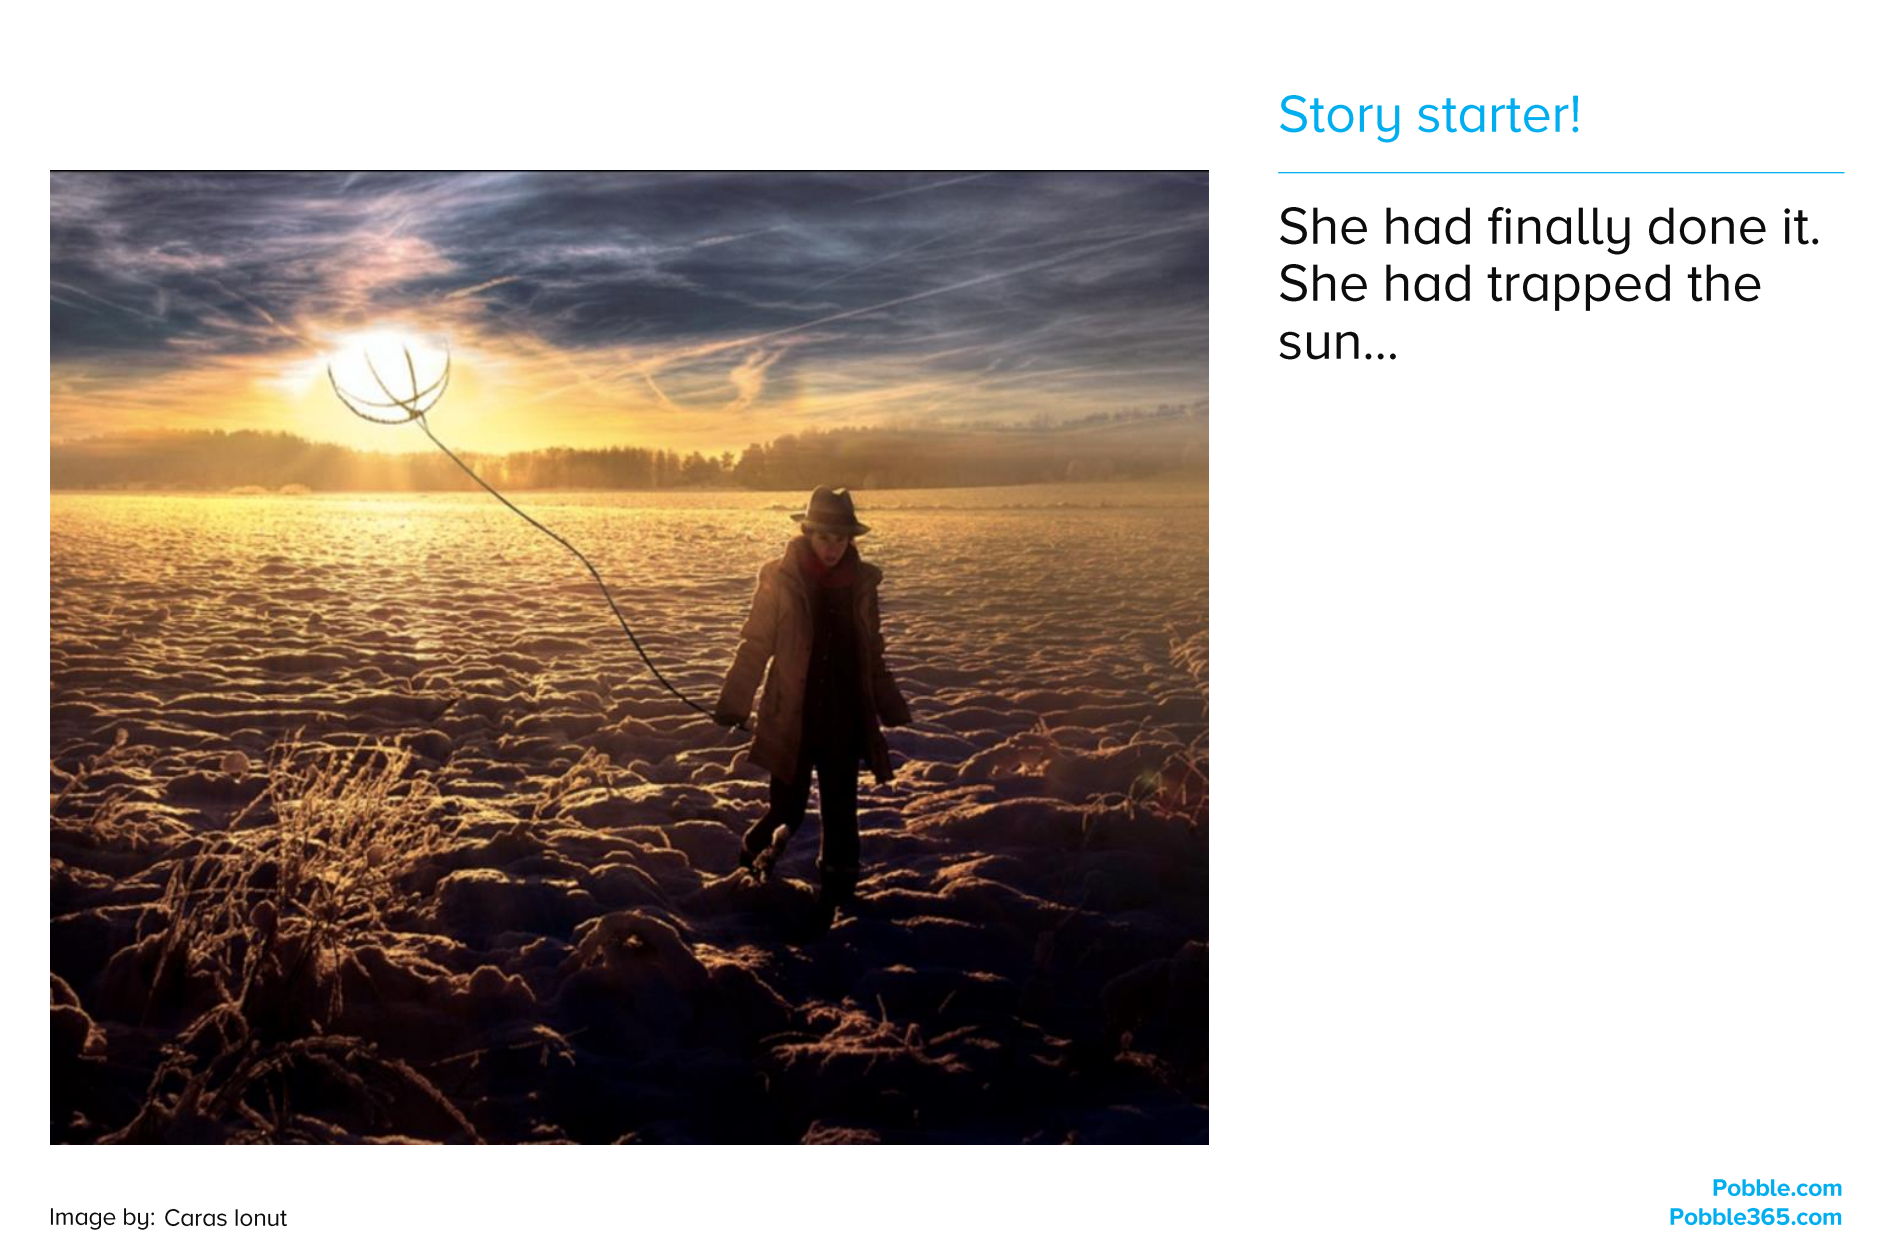 Story starter!
She had finally done it.
She had trapped the
sun...
Image by: Caras Ionut
Pobble.com
Pobble365.com